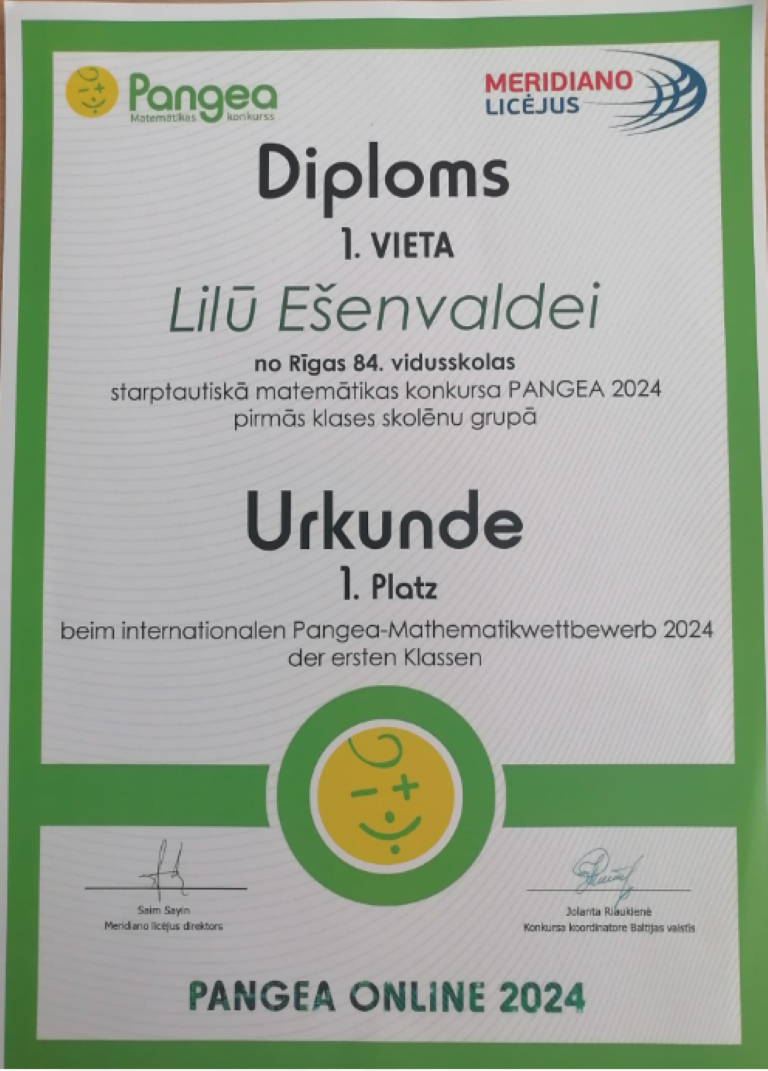 Pangea
Matemātikas konkurss
MERIDIANO
LICĒJUS
Diploms
1. VIETA
Lilū Ešenvaldei
no Rīgas 84. vidusskolas
starptautiskā matemātikas konkursa PANGEA 2024
pirmās klases skolēnu grupā
Urkunde
1. Platz
beim internationalen Pangea-Mathematikwettbewerb 2024
der ersten Klassen
Saim Sayin
Meridiano licējus direktors
Jolanta Riaukienė
Konkursa koordinatore Baltijas valstīs
PANGEA ONLINE 2024